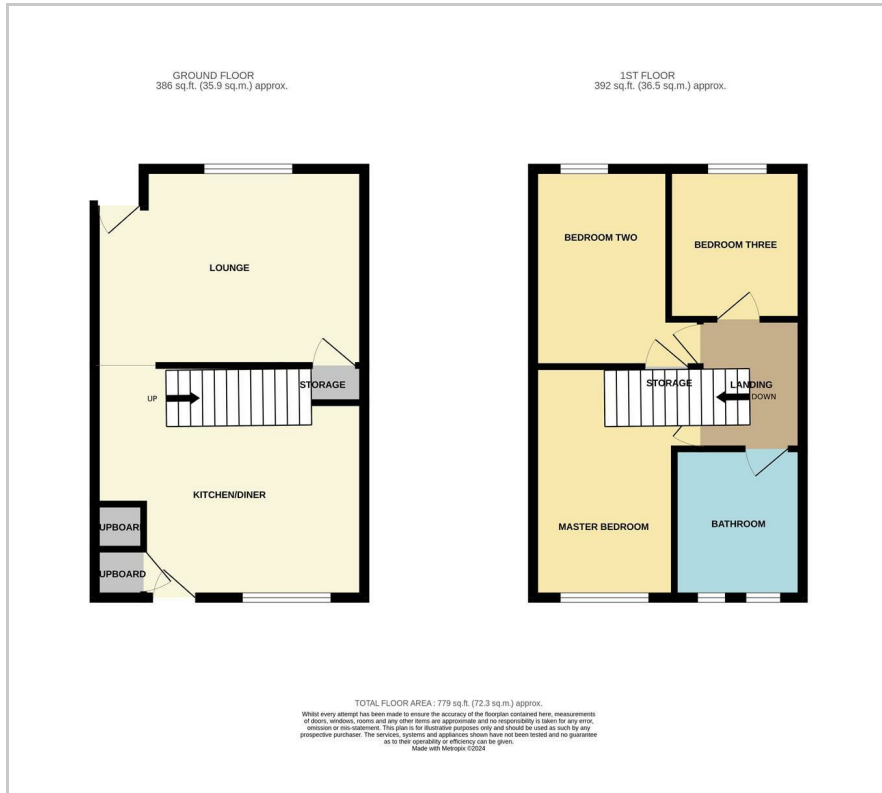 GROUND FLOOR
386 sq.ft. (35.9 sq.m.) approx.
1ST FLOOR
392 sq.ft. (36.5 sq.m.) approx.
LOUNGE
STORAGE
UP
KITCHEN/DINER
UPBOAR
UPBOARD
BEDROOM TWO
BEDROOM THREE
STORAGE
LANDING
DOWN
MASTER BEDROOM
BATHROOM
TOTAL FLOOR AREA : 779 sq.ft. (72.3 sq.m.) approx.
Whilst every attempt has been made to ensure the accuracy of the floorplan contained here, measurements
of doors, windows, rooms and any other items are approximate and no responsibility is taken for any error,
omission or mis-statement. This plan is for illustrative purposes only and should be used as such by any
prospective purchaser. The services, systems and appliances shown have not been tested and no guarantee
as to their operability or efficiency can be given.
Made with Metropix ©2024